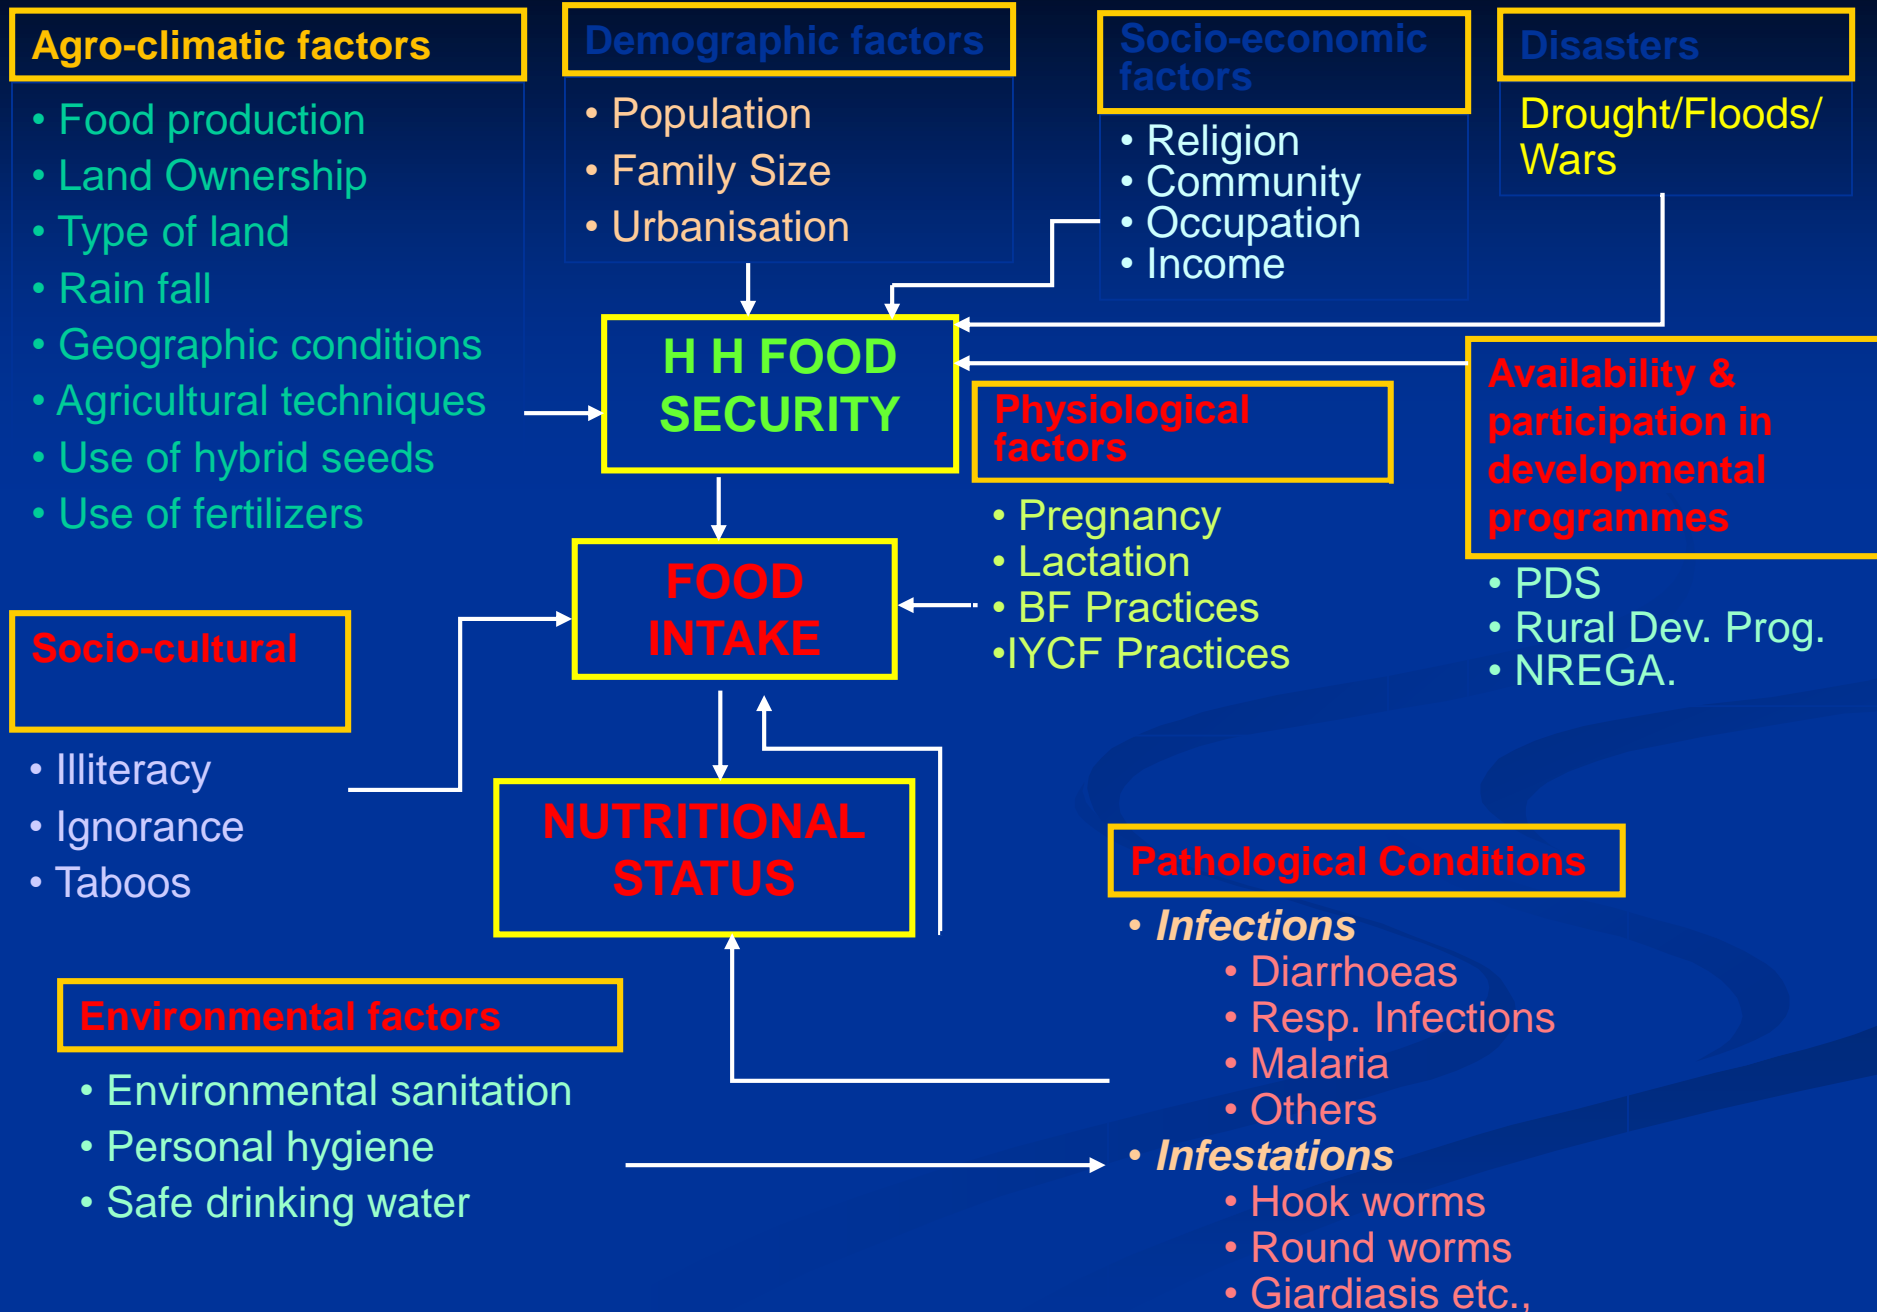 Agro-climatic factors
• Food production
• Land Ownership
• Type of land
• Rain fall
• Geographic conditions
• Agricultural techniques
• Use of hybrid seeds
• Use of fertilizers
Demographic factors
• Population
• Family Size
• Urbanisation
Socio-economic
factors
• Religion
• Community
• Occupation
• Income
Disasters
Drought/Floods/
Wars
H H FOOD
SECURITY
Physiological
factors
• Pregnancy
• Lactation
• BF Practices
•IYCF Practices
Availability &
participation in
developmental
programmes
• PDS
• Rural Dev. Prog.
• NREGA.
FOOD
INTAKE
Socio-cultural
• Illiteracy
• Ignorance
• Taboos
NUTRITIONAL
STATUS
Pathological Conditions
• Infections
• Diarrhoeas
• Resp. Infections
• Malaria
• Others
• Infestations
• Hook worms
• Round worms
• Giardiasis etc.,
Environmental factors
• Environmental sanitation
• Personal hygiene
• Safe drinking water